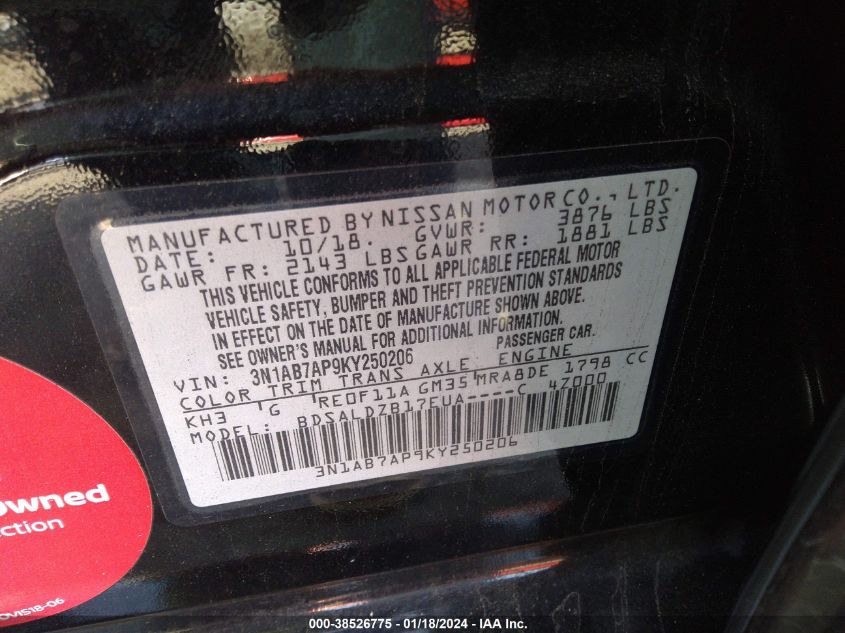 MANUFACTURED BY NISSAN MOTOR CO., LTD.
DATE: 10/18. GVWR: 3876 LBS
GAWR FR: 2143 LBS GAWR RR: 1881 LBS
THIS VEHICLE CONFORMS TO ALL APPLICABLE FEDERAL MOTOR
VEHICLE SAFETY, BUMPER AND THEFT PREVENTION STANDARDS
IN EFFECT ON THE DATE OF MANUFACTURE SHOWN ABOVE.
SEE OWNER'S MANUAL FOR ADDITIONAL INFORMATION.
VIN: 3N1AB7AP9KY250206 PASSENGER CAR.
COLOR TRIM TRANS AXLE ENGINE
KH3 G RE0F11A GM35 MRA8DE 1798 CC
MODEL: BDSALDZB17EUA----C 47000
3N1AB7AP9KY250206
Owned
ction
000-38526775 - 01/18/2024 - IAA Inc.